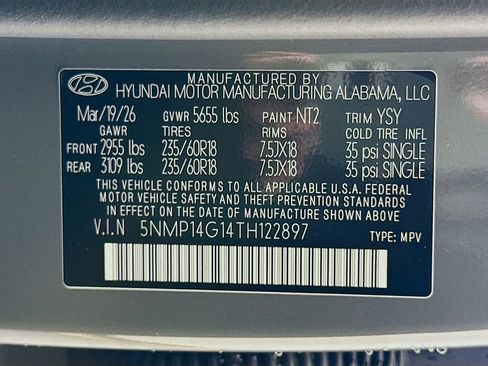 MANUFACTURED BY
HYUNDAI MOTOR MANUFACTURING ALABAMA, LLC
Mar/19/26 GVWR 5655 lbs PAINT NT2 TRIM YSY
GAWR TIRES RIMS COLD TIRE INFL
FRONT 2955 lbs 235/60R18 7.5JX18 35 psi SINGLE
REAR 3109 lbs 235/60R18 7.5JX18 35 psi SINGLE
THIS VEHICLE CONFORMS TO ALL APPLICABLE U.S.A. FEDERAL
MOTOR VEHICLE SAFETY AND THEFT PREVENTION STANDARDS
IN EFFECT ON THE DATE OF MANUFACTURE SHOWN ABOVE.
V.I.N 5NMP14G14TH122897
TYPE: MPV